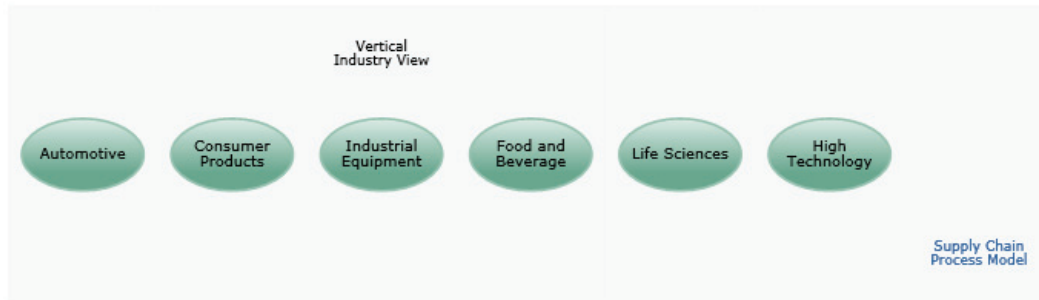 Vertical
Industry View
Automotive
Consumer
Products
Industrial
Equipment
Food and
Beverage
Life Sciences
High
Technology
Supply Chain
Process Model